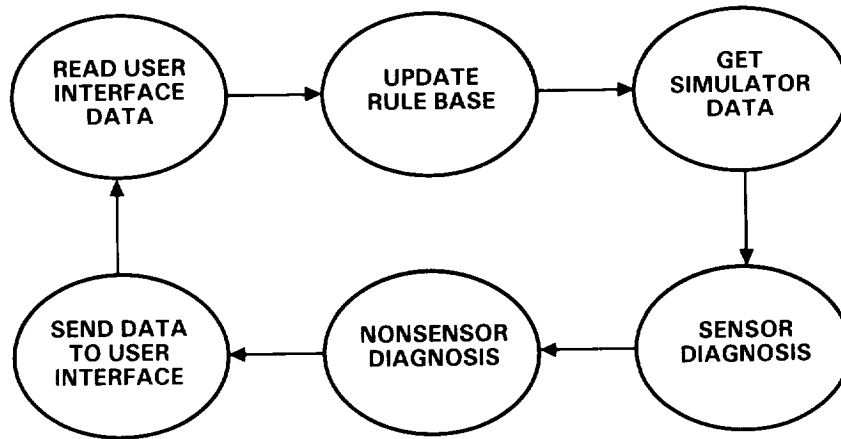 READ USER
INTERFACE
DATA
UPDATE
RULE BASE
GET
SIMULATOR
DATA
SEND DATA
TO USER
INTERFACE
NONSENSOR
DIAGNOSIS
SENSOR
DIAGNOSIS